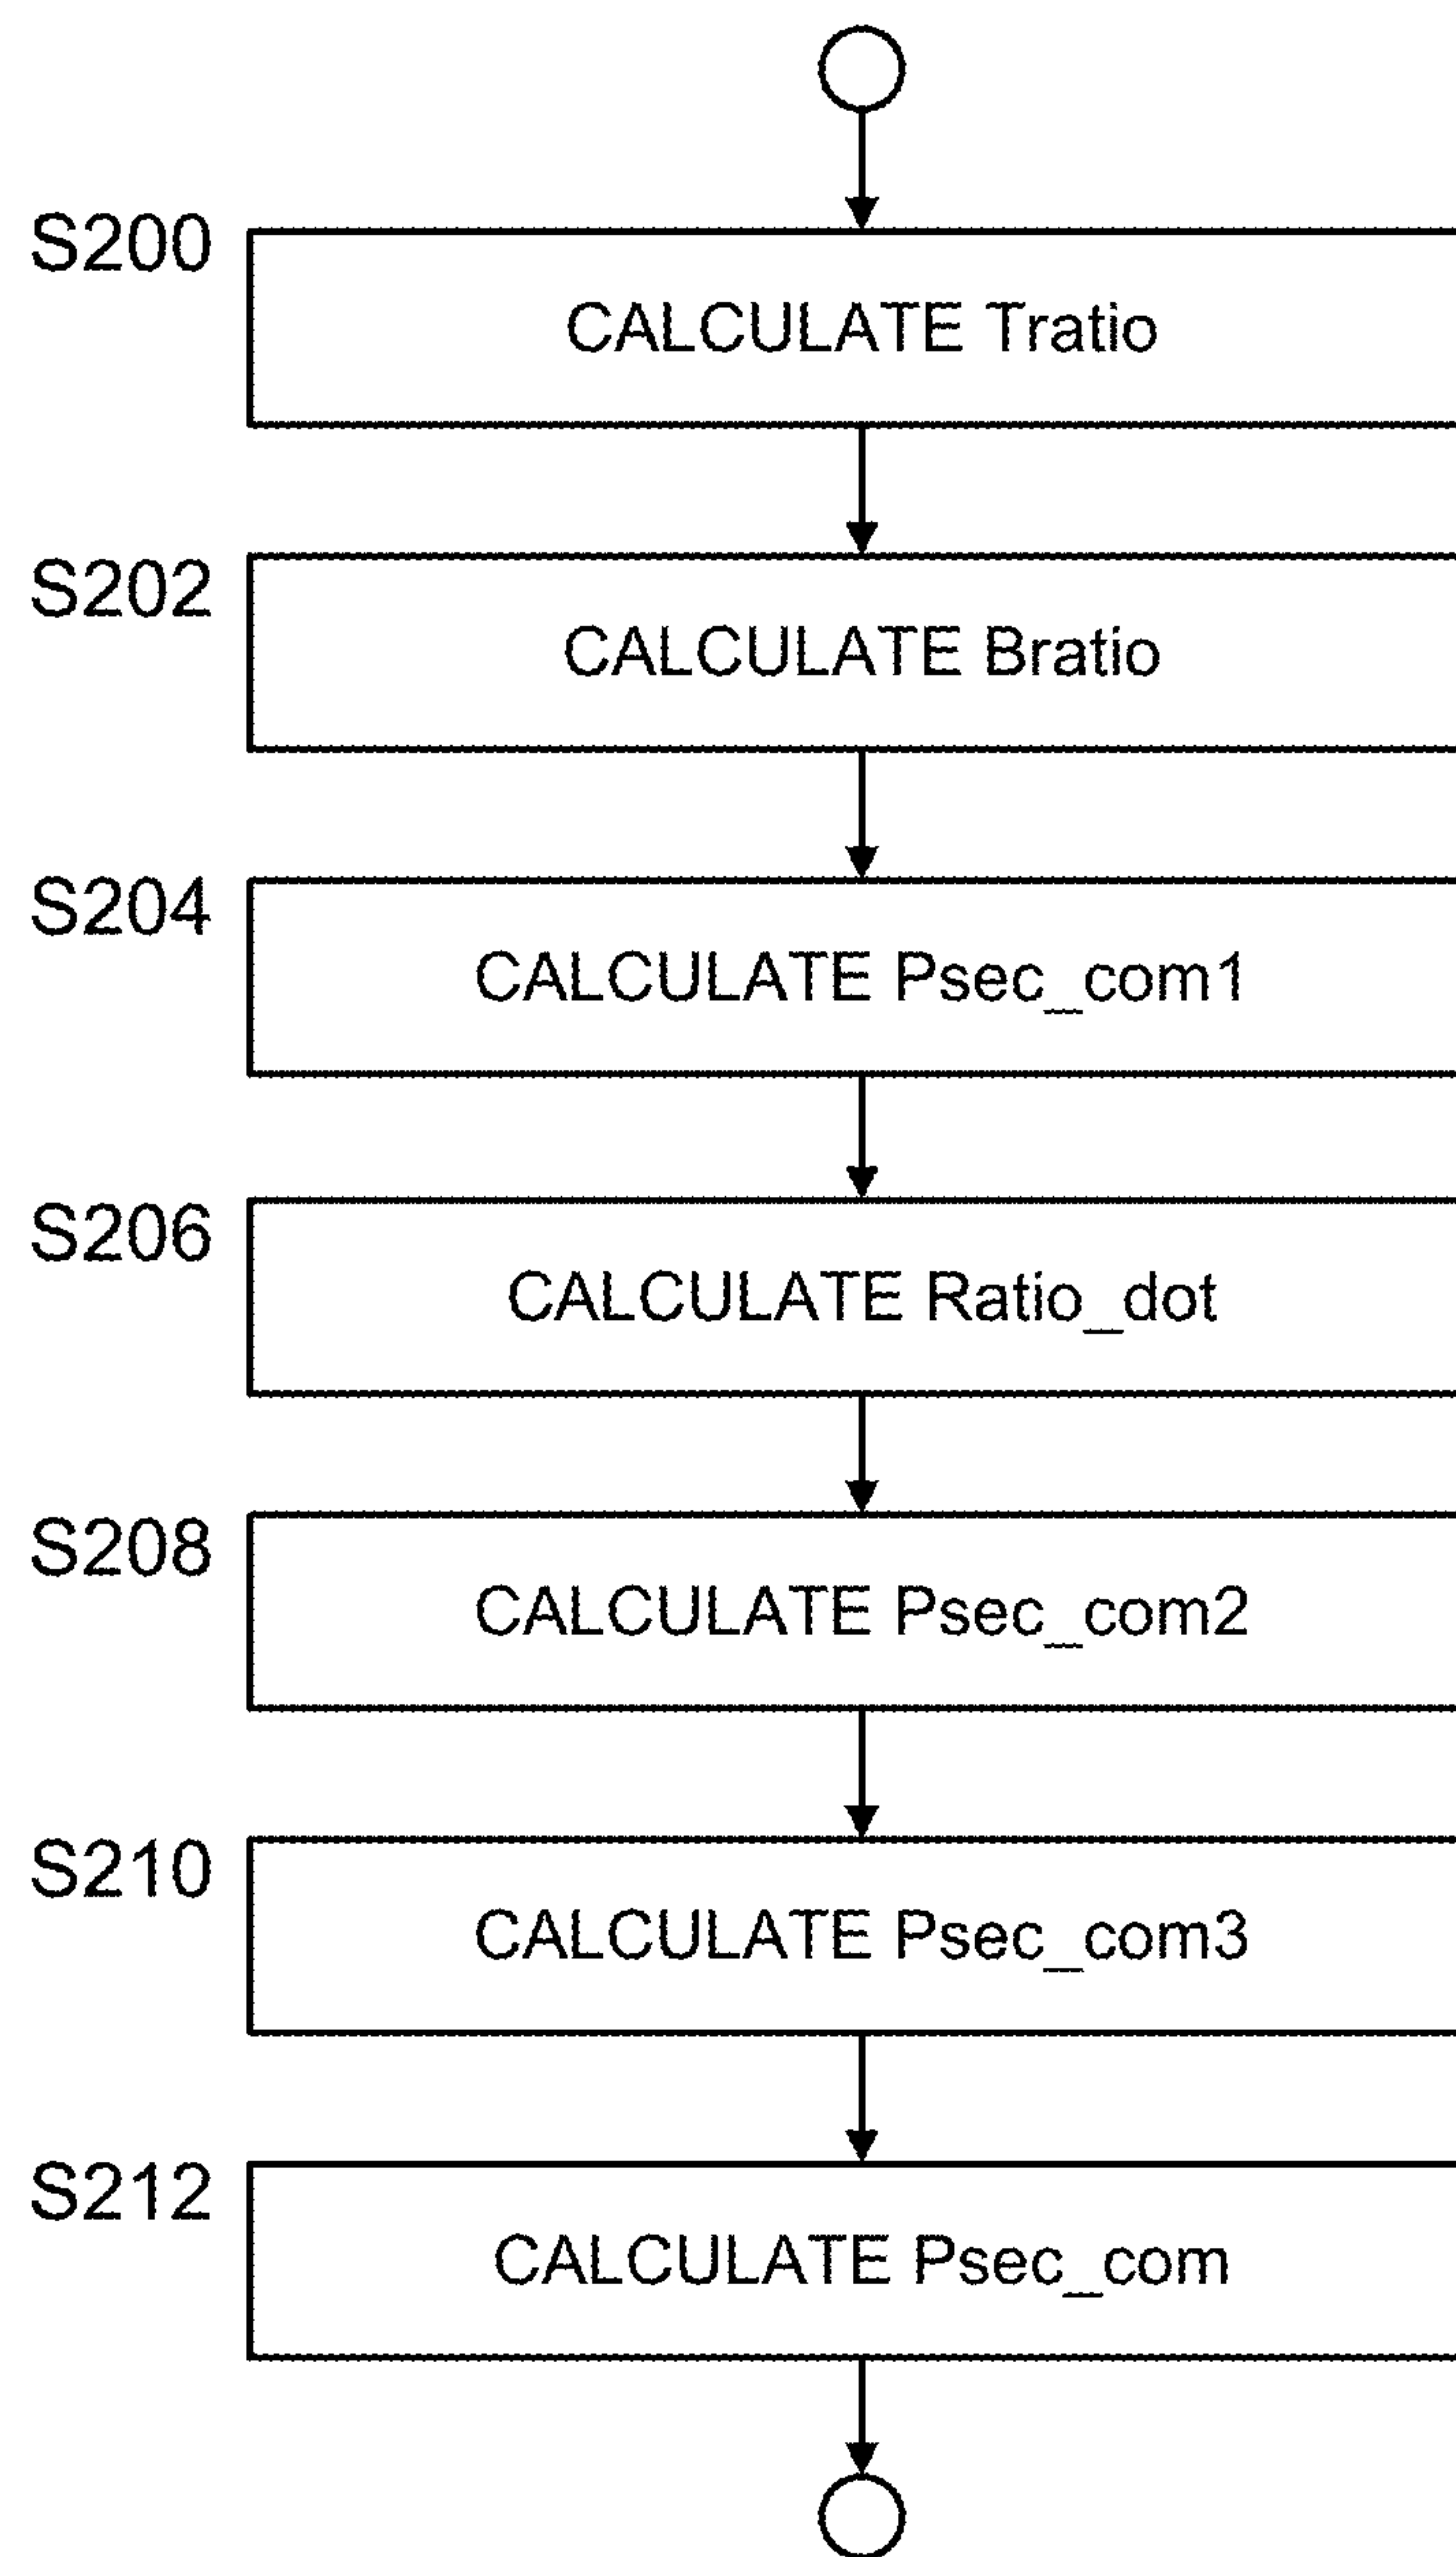 S200
CALCULATE Tratio
S202
CALCULATE Bratio
S204
CALCULATE Psec_com1
S206
CALCULATE Ratio_dot
S208
CALCULATE Psec_com2
S210
CALCULATE Psec_com3
S212
CALCULATE Psec_com